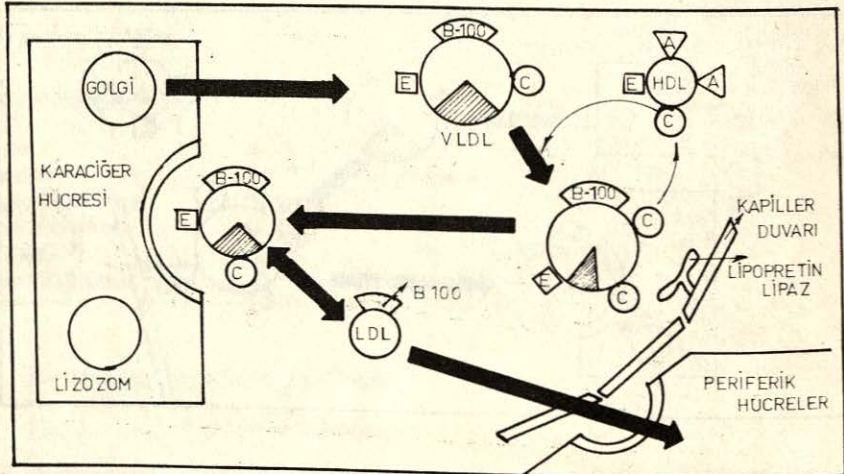 GOLGİ
KARACİĞER
HÜCRESİ
LİZOZOM
B-100
E
C
VLDL
A
E
HDL
A
C
B-100
E
C
B-100
C
E
C
B 100
LDL
KAPİLLER
DUVARI
LİPOPRETİN
LİPAZ
PERİFERİK
HÜCRELER